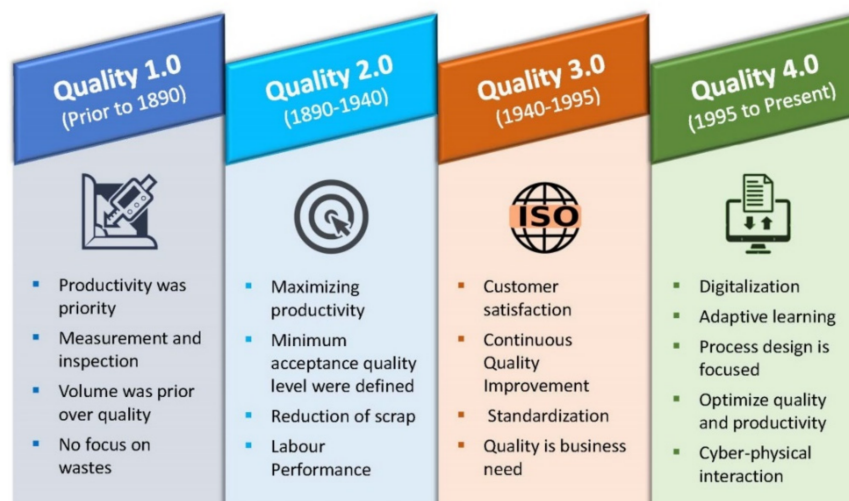 Quality 1.0
(Prior to 1890)
Productivity was
priority
Measurement and
inspection
Volume was prior
over quality
No focus on
wastes
Quality 2.0
(1890-1940)
Maximizing
productivity
Minimum
acceptance quality
level were defined
Reduction of scrap
Labour
Performance
Quality 3.0
(1940-1995)
ISO
Customer
satisfaction
Continuous
Quality
Improvement
Standardization
Quality is business
need
Quality 4.0
(1995 to Present)
Digitalization
Adaptive learning
Process design is
focused
Optimize quality
and productivity
Cyber-physical
interaction